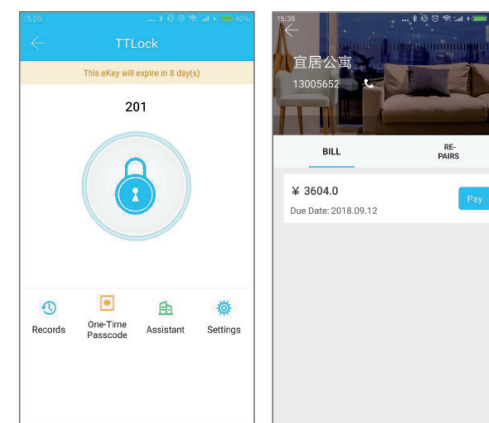 15:09
... 82%
TTLock
This eKey will expire in 8 day(s)
201
Records
One-Time
Passcode
Assistant
Settings
15:38
宜居公寓
13005652
BILL
RE-
PAIRS
¥ 3604.0
Pay
Due Date: 2018.09.12